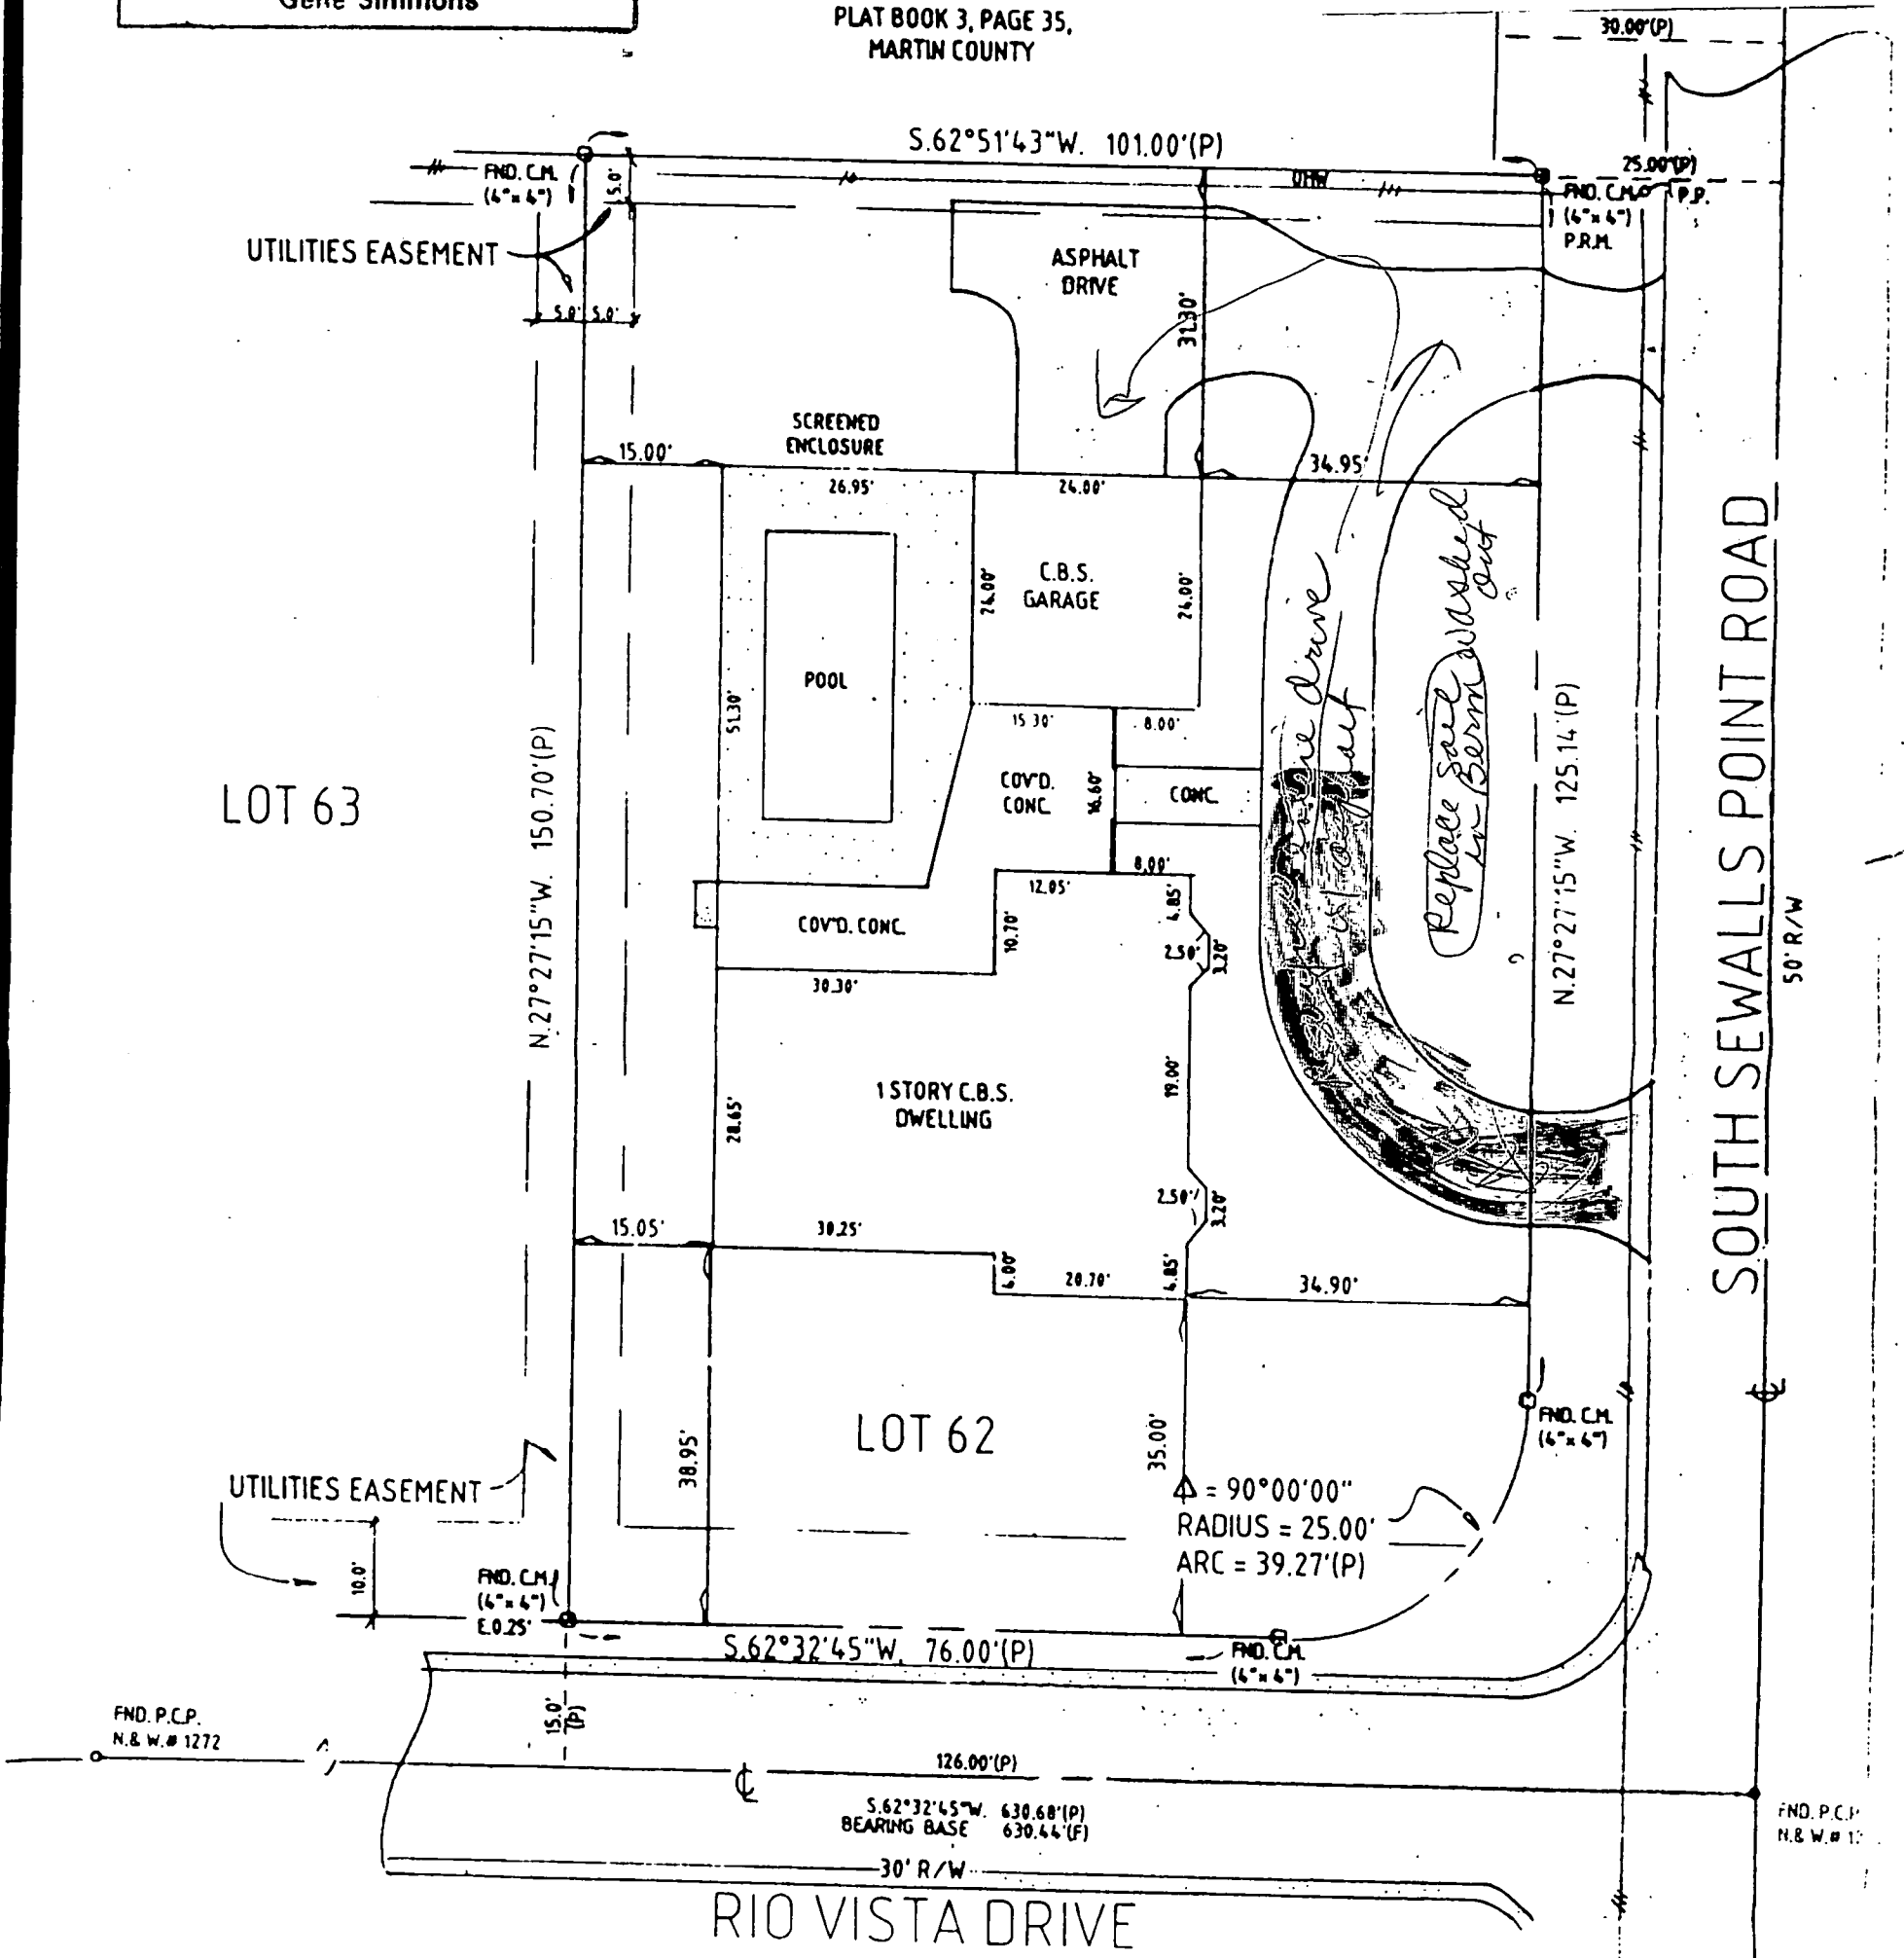 Gene Simmons
PLAT BOOK 3, PAGE 35,
MARTIN COUNTY
30.00'(P)
S.62°51'43"W. 101.00'(P)
FND. C.M.
(4"x 4")
15.0'
OHW
25.00'(P)
FND. C.M.
(4"x 4")
P.R.M.
P.P.
UTILITIES EASEMENT
5.0' 5.0'
ASPHALT
DRIVE
31.30'
SCREENED
ENCLOSURE
15.00'
26.95'
24.00'
34.95'
C.B.S.
GARAGE
24.00'
24.00'
POOL
51.30'
15.30'
8.00'
COV'D.
CONC.
16.60'
CONC.
8.00'
12.05'
COV'D. CONC.
10.70'
30.30'
4.85'
2.50'
3.20'
19.00'
1 STORY C.B.S.
DWELLING
28.65'
2.50'
3.20'
4.85'
15.05'
30.25'
4.00'
20.70'
34.90'
drive
out
Replace Soil washed
in Berm out
LOT 63
N.27°27'15"W. 150.70'(P)
N.27°27'15"W. 125.14'(P)
SOUTH SEWALLS POINT ROAD
50' R/W
LOT 62
38.95'
35.00'
FND. C.M.
(4"x 4")
Δ = 90°00'00"
RADIUS = 25.00'
ARC = 39.27'(P)
UTILITIES EASEMENT
10.0'
FND. C.M.
(4"x 4")
E.0.25'
S.62°32'45"W. 76.00'(P)
FND. C.M.
(4"x 4")
15.0'
(P)
FND. P.C.P.
N.& W.# 1272
126.00'(P)
S.62°32'45"W. 630.68'(P)
BEARING BASE 630.44'(F)
FND. P.C.P
N.& W.# 1
30' R/W
RIO VISTA DRIVE